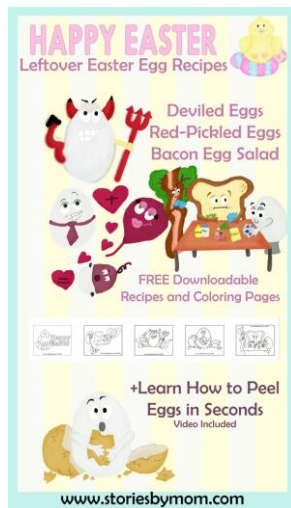 HAPPY EASTER
Leftover Easter Egg Recipes
Deviled Eggs
Red-Pickled Eggs
Bacon Egg Salad
+
=
FREE Downloadable
Recipes and Coloring Pages
+Learn How to Peel
Eggs in Seconds
Video Included
www.storiesbymom.com